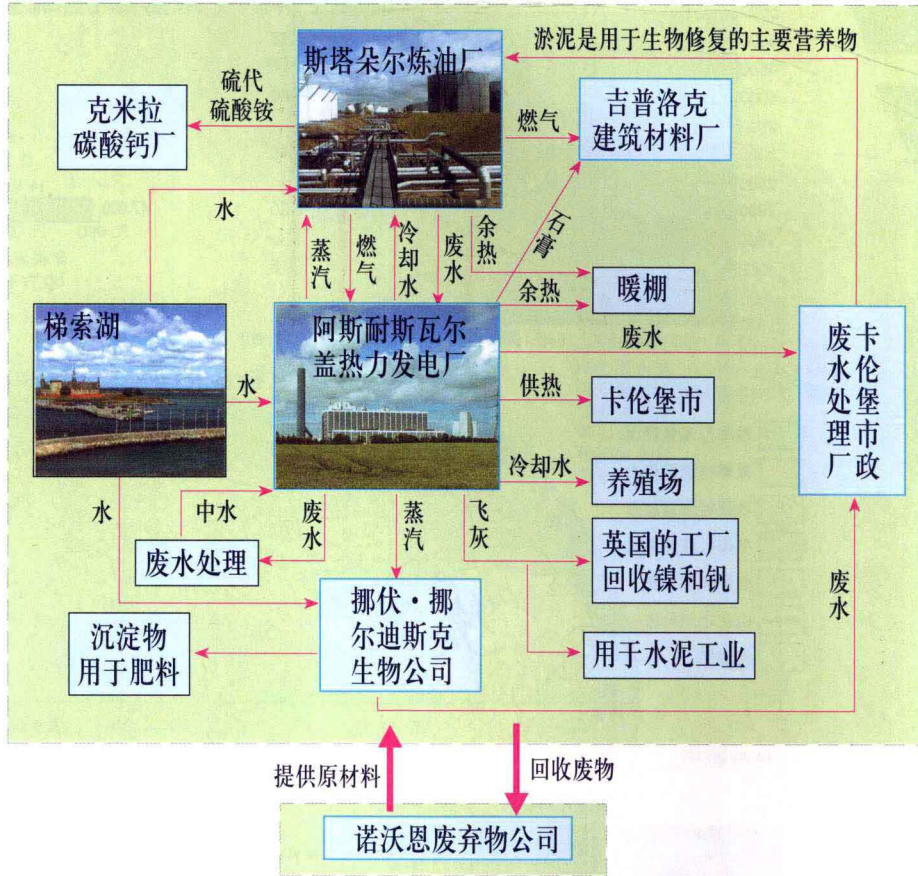 淤泥是用于生物修复的主要营养物
斯塔朵尔炼油厂
硫代
硫酸铵
克米拉
碳酸钙厂
燃气
吉普洛克
建筑材料厂
水
蒸汽
燃气
冷却水
废水
余热
石膏
余热
暖棚
梯索湖
阿斯耐斯瓦尔
盖热力发电厂
废水
卡伦堡市政
废水处理厂
水
供热
卡伦堡市
冷却水
养殖场
水
中水
废水
蒸汽
飞灰
废水处理
英国的工厂
回收镍和钒
废水
挪伏·挪
尔迪斯克
生物公司
沉淀物
用于肥料
用于水泥工业
提供原材料
回收废物
诺沃恩废弃物公司